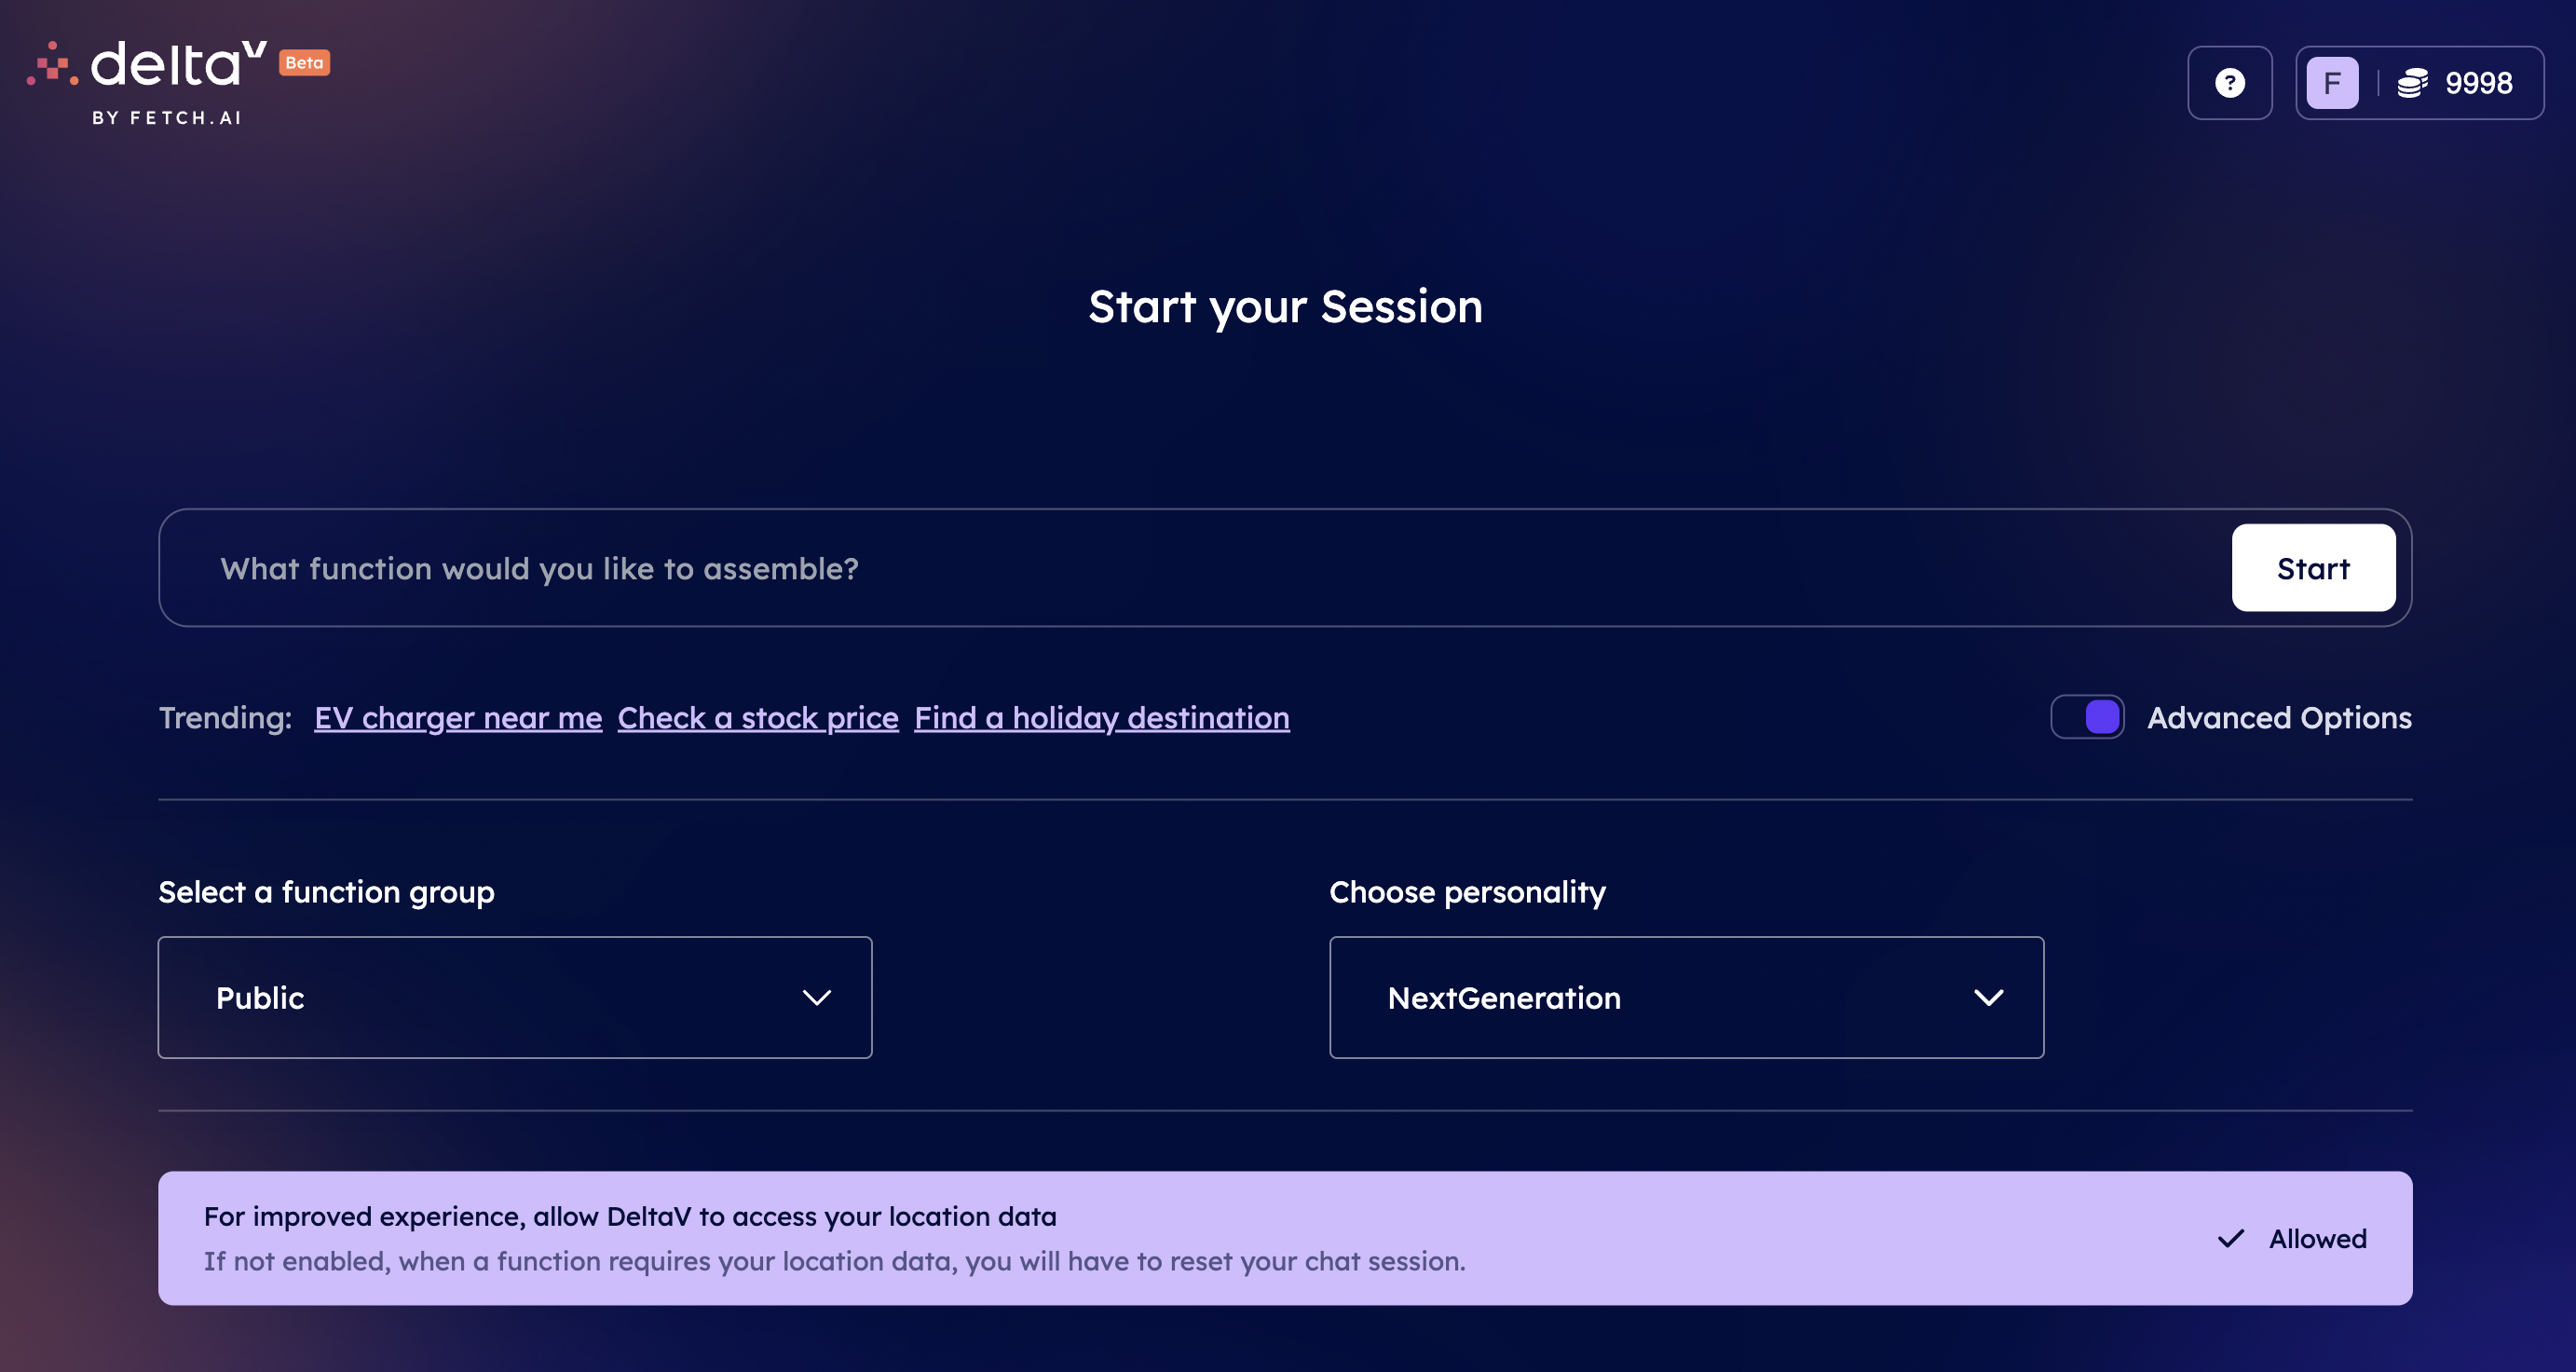 deltaV Beta
BY FETCH.AI
? F 9998
Start your Session
What function would you like to assemble? Start
Trending: EV charger near me Check a stock price Find a holiday destination Advanced Options
Select a function group Choose personality
Public NextGeneration
For improved experience, allow DeltaV to access your location data
If not enabled, when a function requires your location data, you will have to reset your chat session.
Allowed